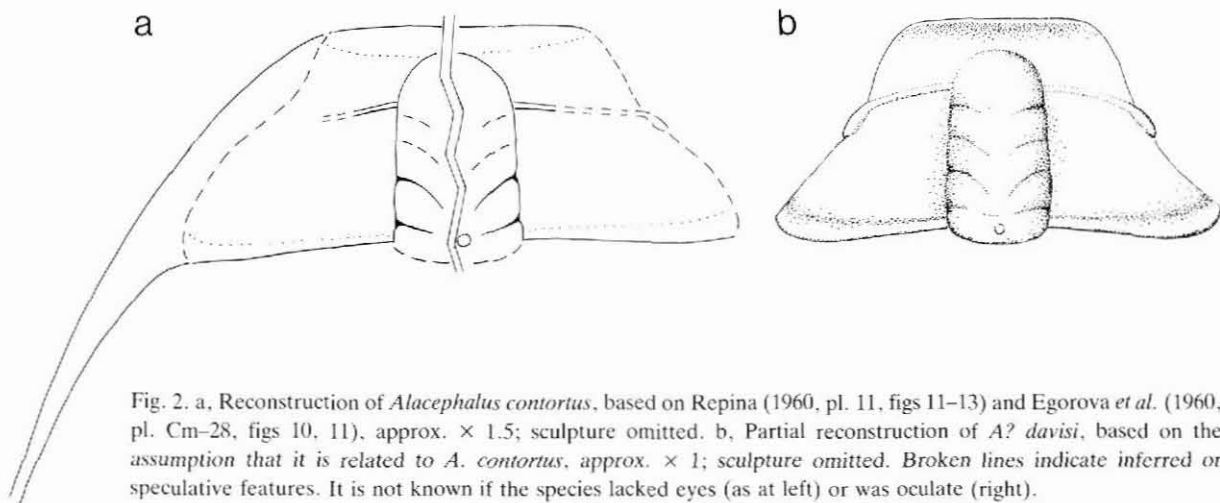 a
b
Fig. 2. a, Reconstruction of Alacephalus contortus, based on Repina (1960, pl. 11, figs 11–13) and Egorova et al. (1960,
pl. Cm–28, figs 10, 11), approx. × 1.5; sculpture omitted. b, Partial reconstruction of A? davisi, based on the
assumption that it is related to A. contortus, approx. × 1; sculpture omitted. Broken lines indicate inferred or
speculative features. It is not known if the species lacked eyes (as at left) or was oculate (right).